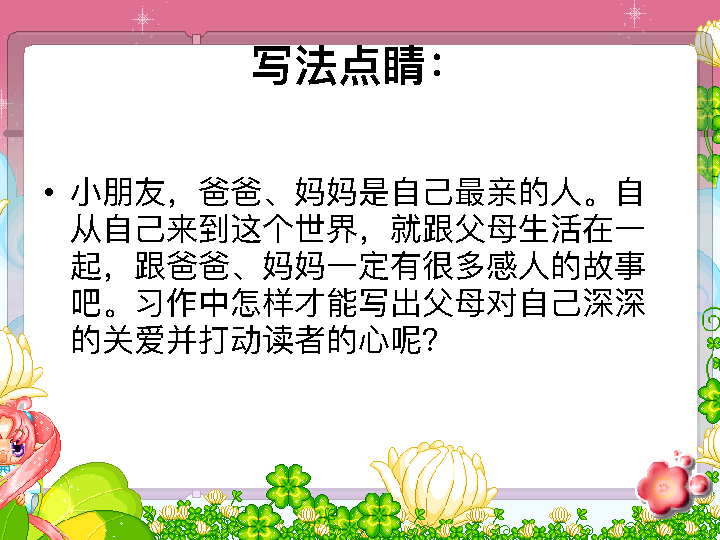 写法点睛：
• 小朋友，爸爸、妈妈是自己最亲的人。自
从自己来到这个世界，就跟父母生活在一
起，跟爸爸、妈妈一定有很多感人的故事
吧。习作中怎样才能写出父母对自己深深
的关爱并打动读者的心呢？